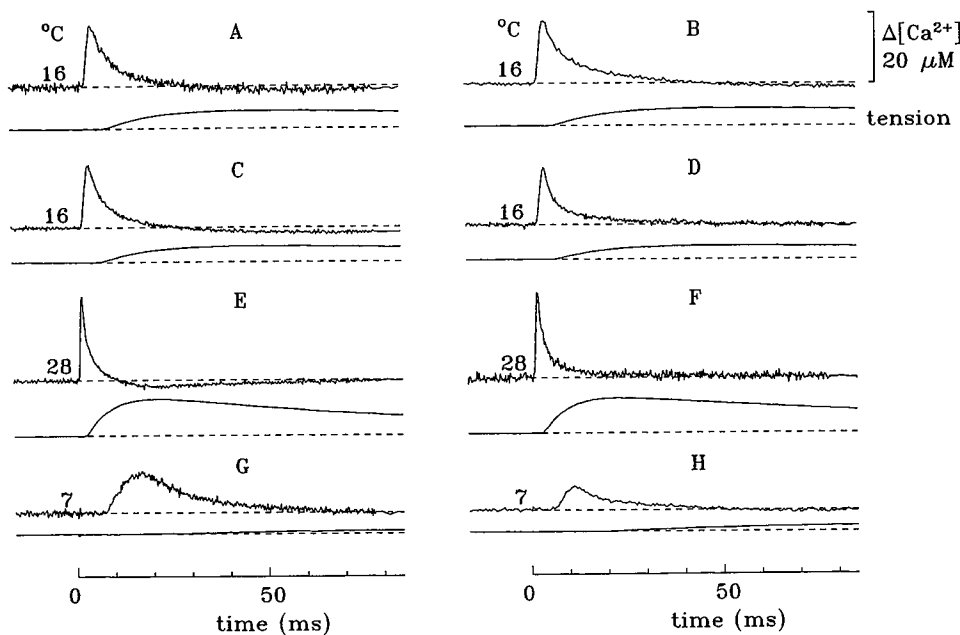 °C A
16
°C B
16
Δ[Ca²⁺]
20 μM
tension
C
16
D
16
E
28
F
28
G
7
H
7
0 50
time (ms)
0 50
time (ms)